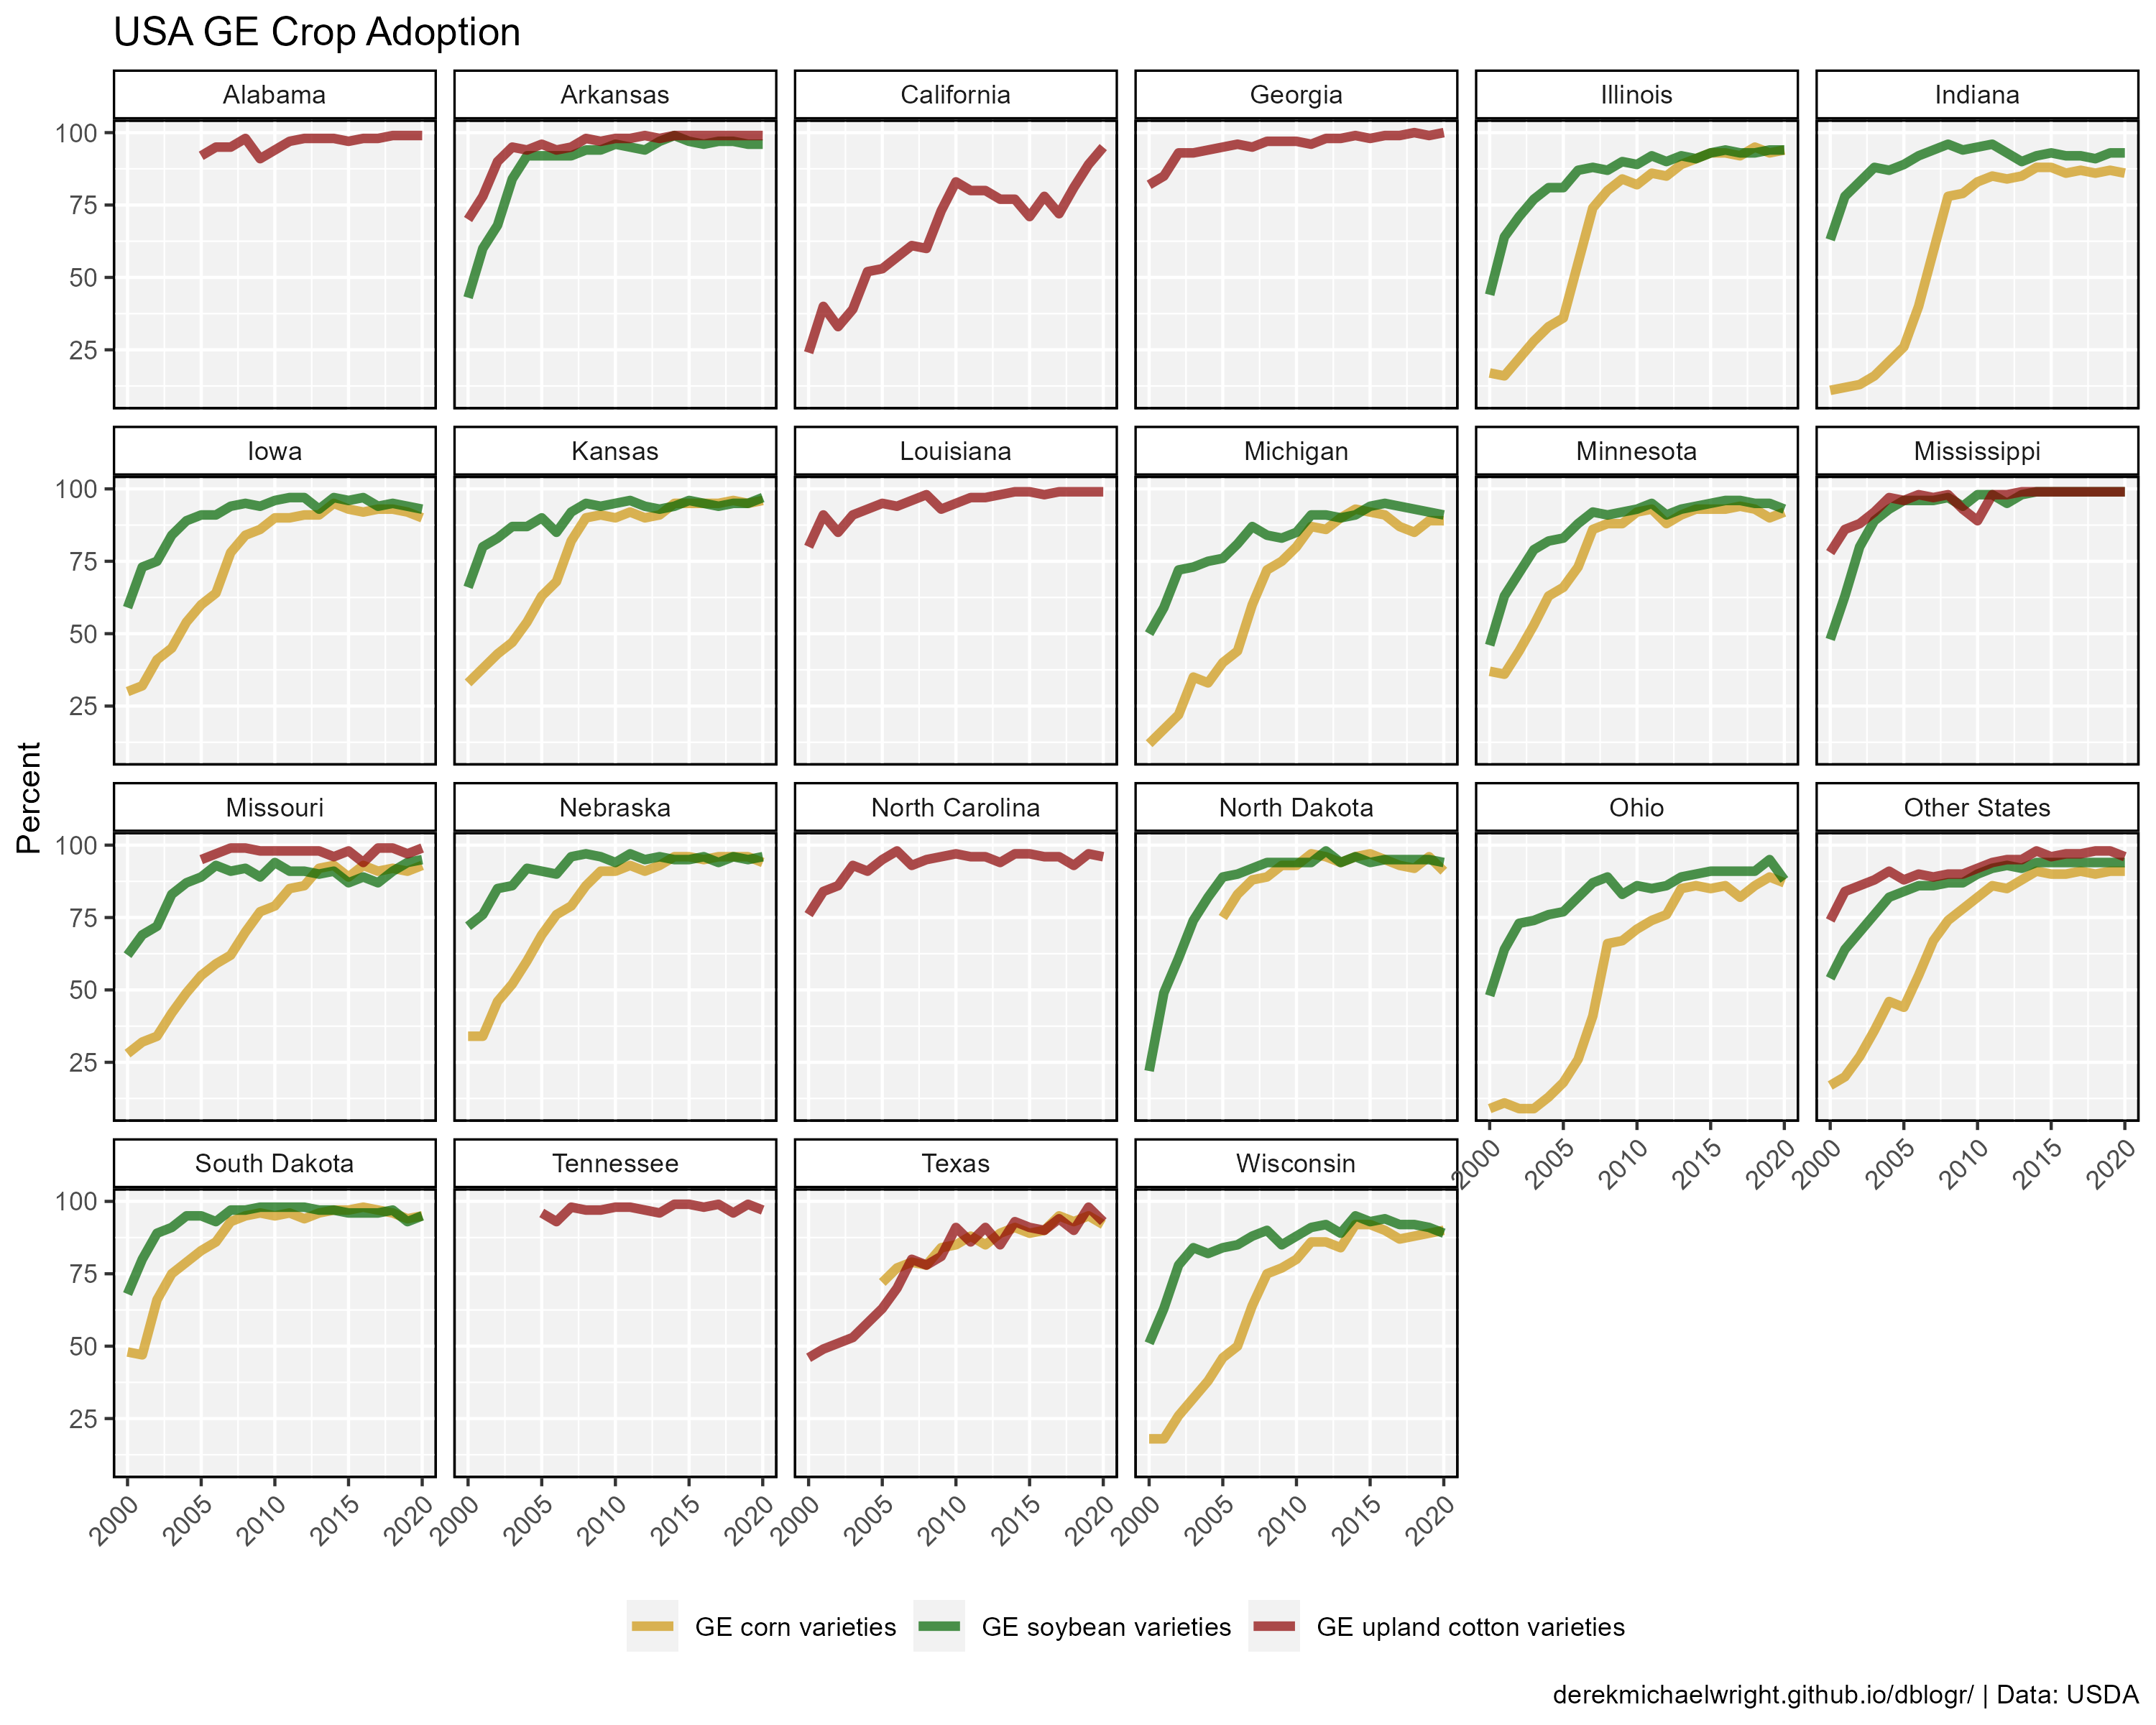 USA GE Crop Adoption
Alabama
Arkansas
California
Georgia
Illinois
Indiana
100
75
50
25
Iowa
Kansas
Louisiana
Michigan
Minnesota
Mississippi
100
75
50
25
Percent
Missouri
Nebraska
North Carolina
North Dakota
Ohio
Other States
100
75
50
25
2000 2005 2010 2015 2020
2000 2005 2010 2015 2020
South Dakota
Tennessee
Texas
Wisconsin
100
75
50
25
2000 2005 2010 2015 2020
2000 2005 2010 2015 2020
2000 2005 2010 2015 2020
2000 2005 2010 2015 2020
GE corn varieties
GE soybean varieties
GE upland cotton varieties
derekmichaelwright.github.io/dblogr/ | Data: USDA